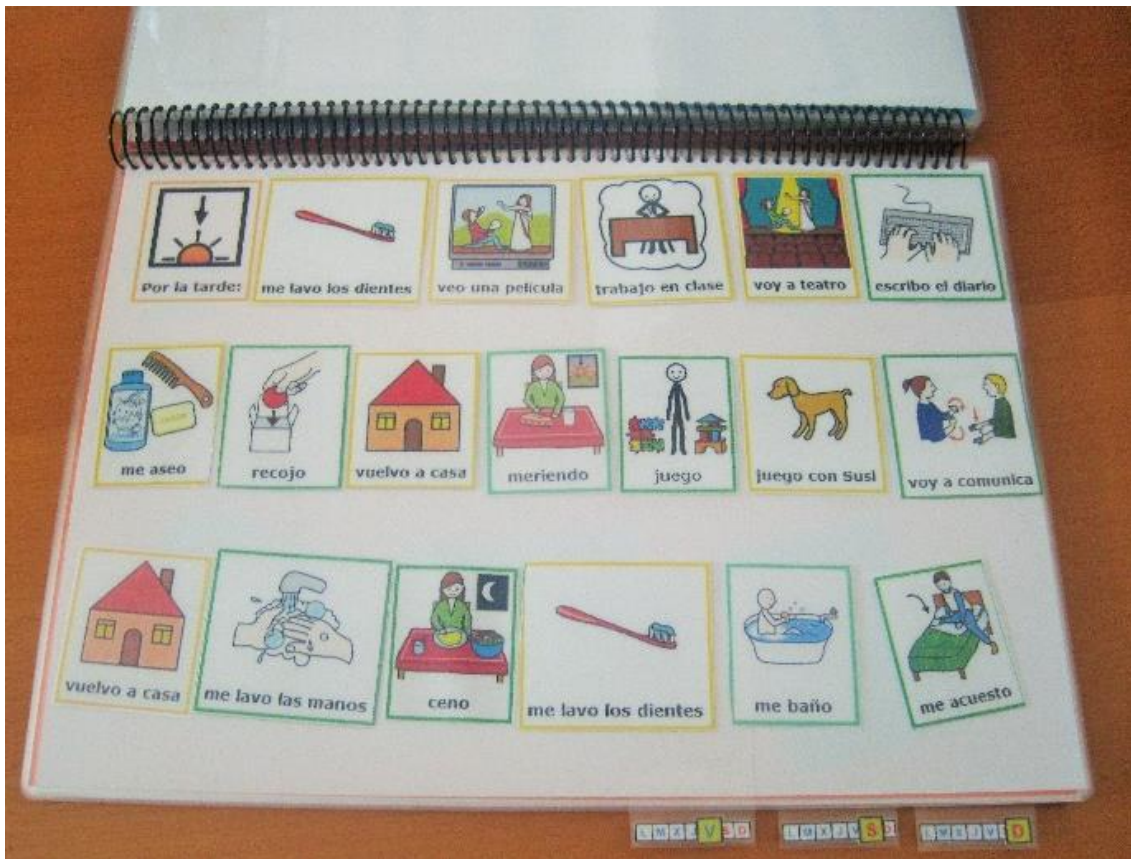 Por la tarde:
me lavo los dientes
veo una película
trabajo en clase
voy a teatro
escribo el diario
me aseo
recojo
vuelvo a casa
meriendo
juego
juego con Susi
voy a comunica
vuelvo a casa
me lavo las manos
ceno
me lavo los dientes
me baño
me acuesto
L M X J V S D
L M X J V S D
L M X J V S D